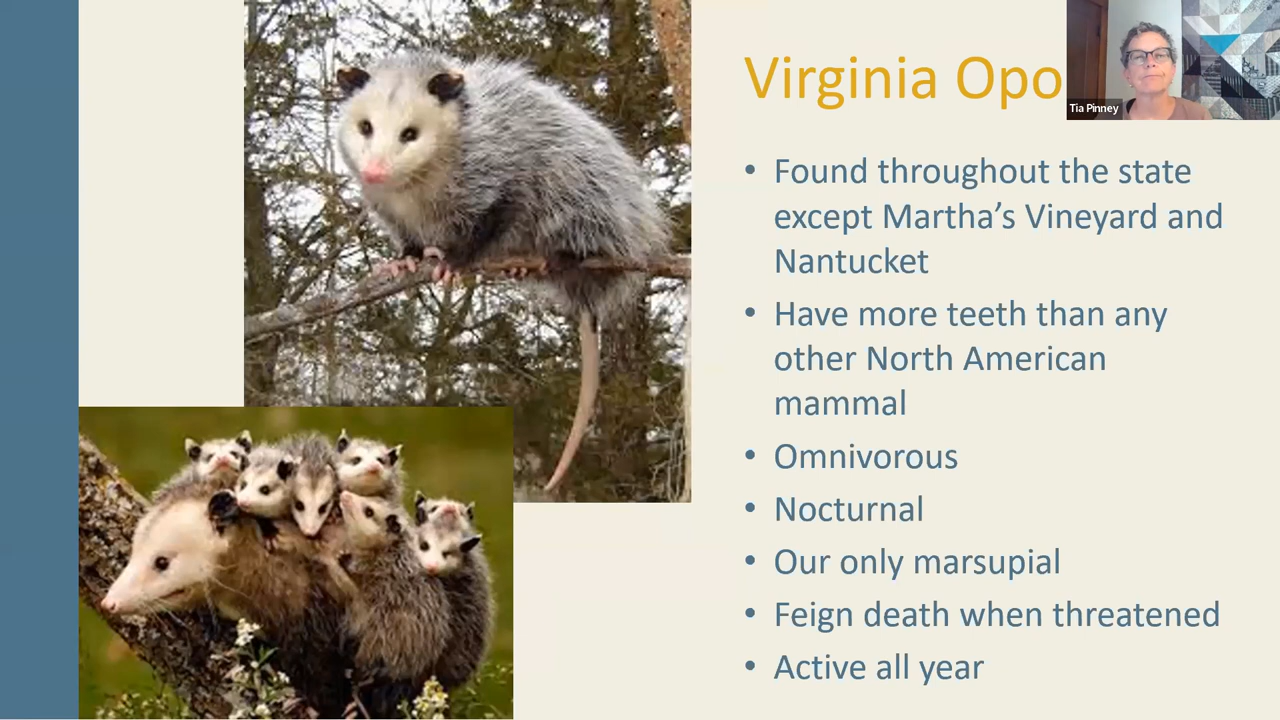 Virginia Opo
Tia Pinney
• Found throughout the state
except Martha's Vineyard and
Nantucket
• Have more teeth than any
other North American
mammal
• Omnivorous
• Nocturnal
• Our only marsupial
• Feign death when threatened
• Active all year